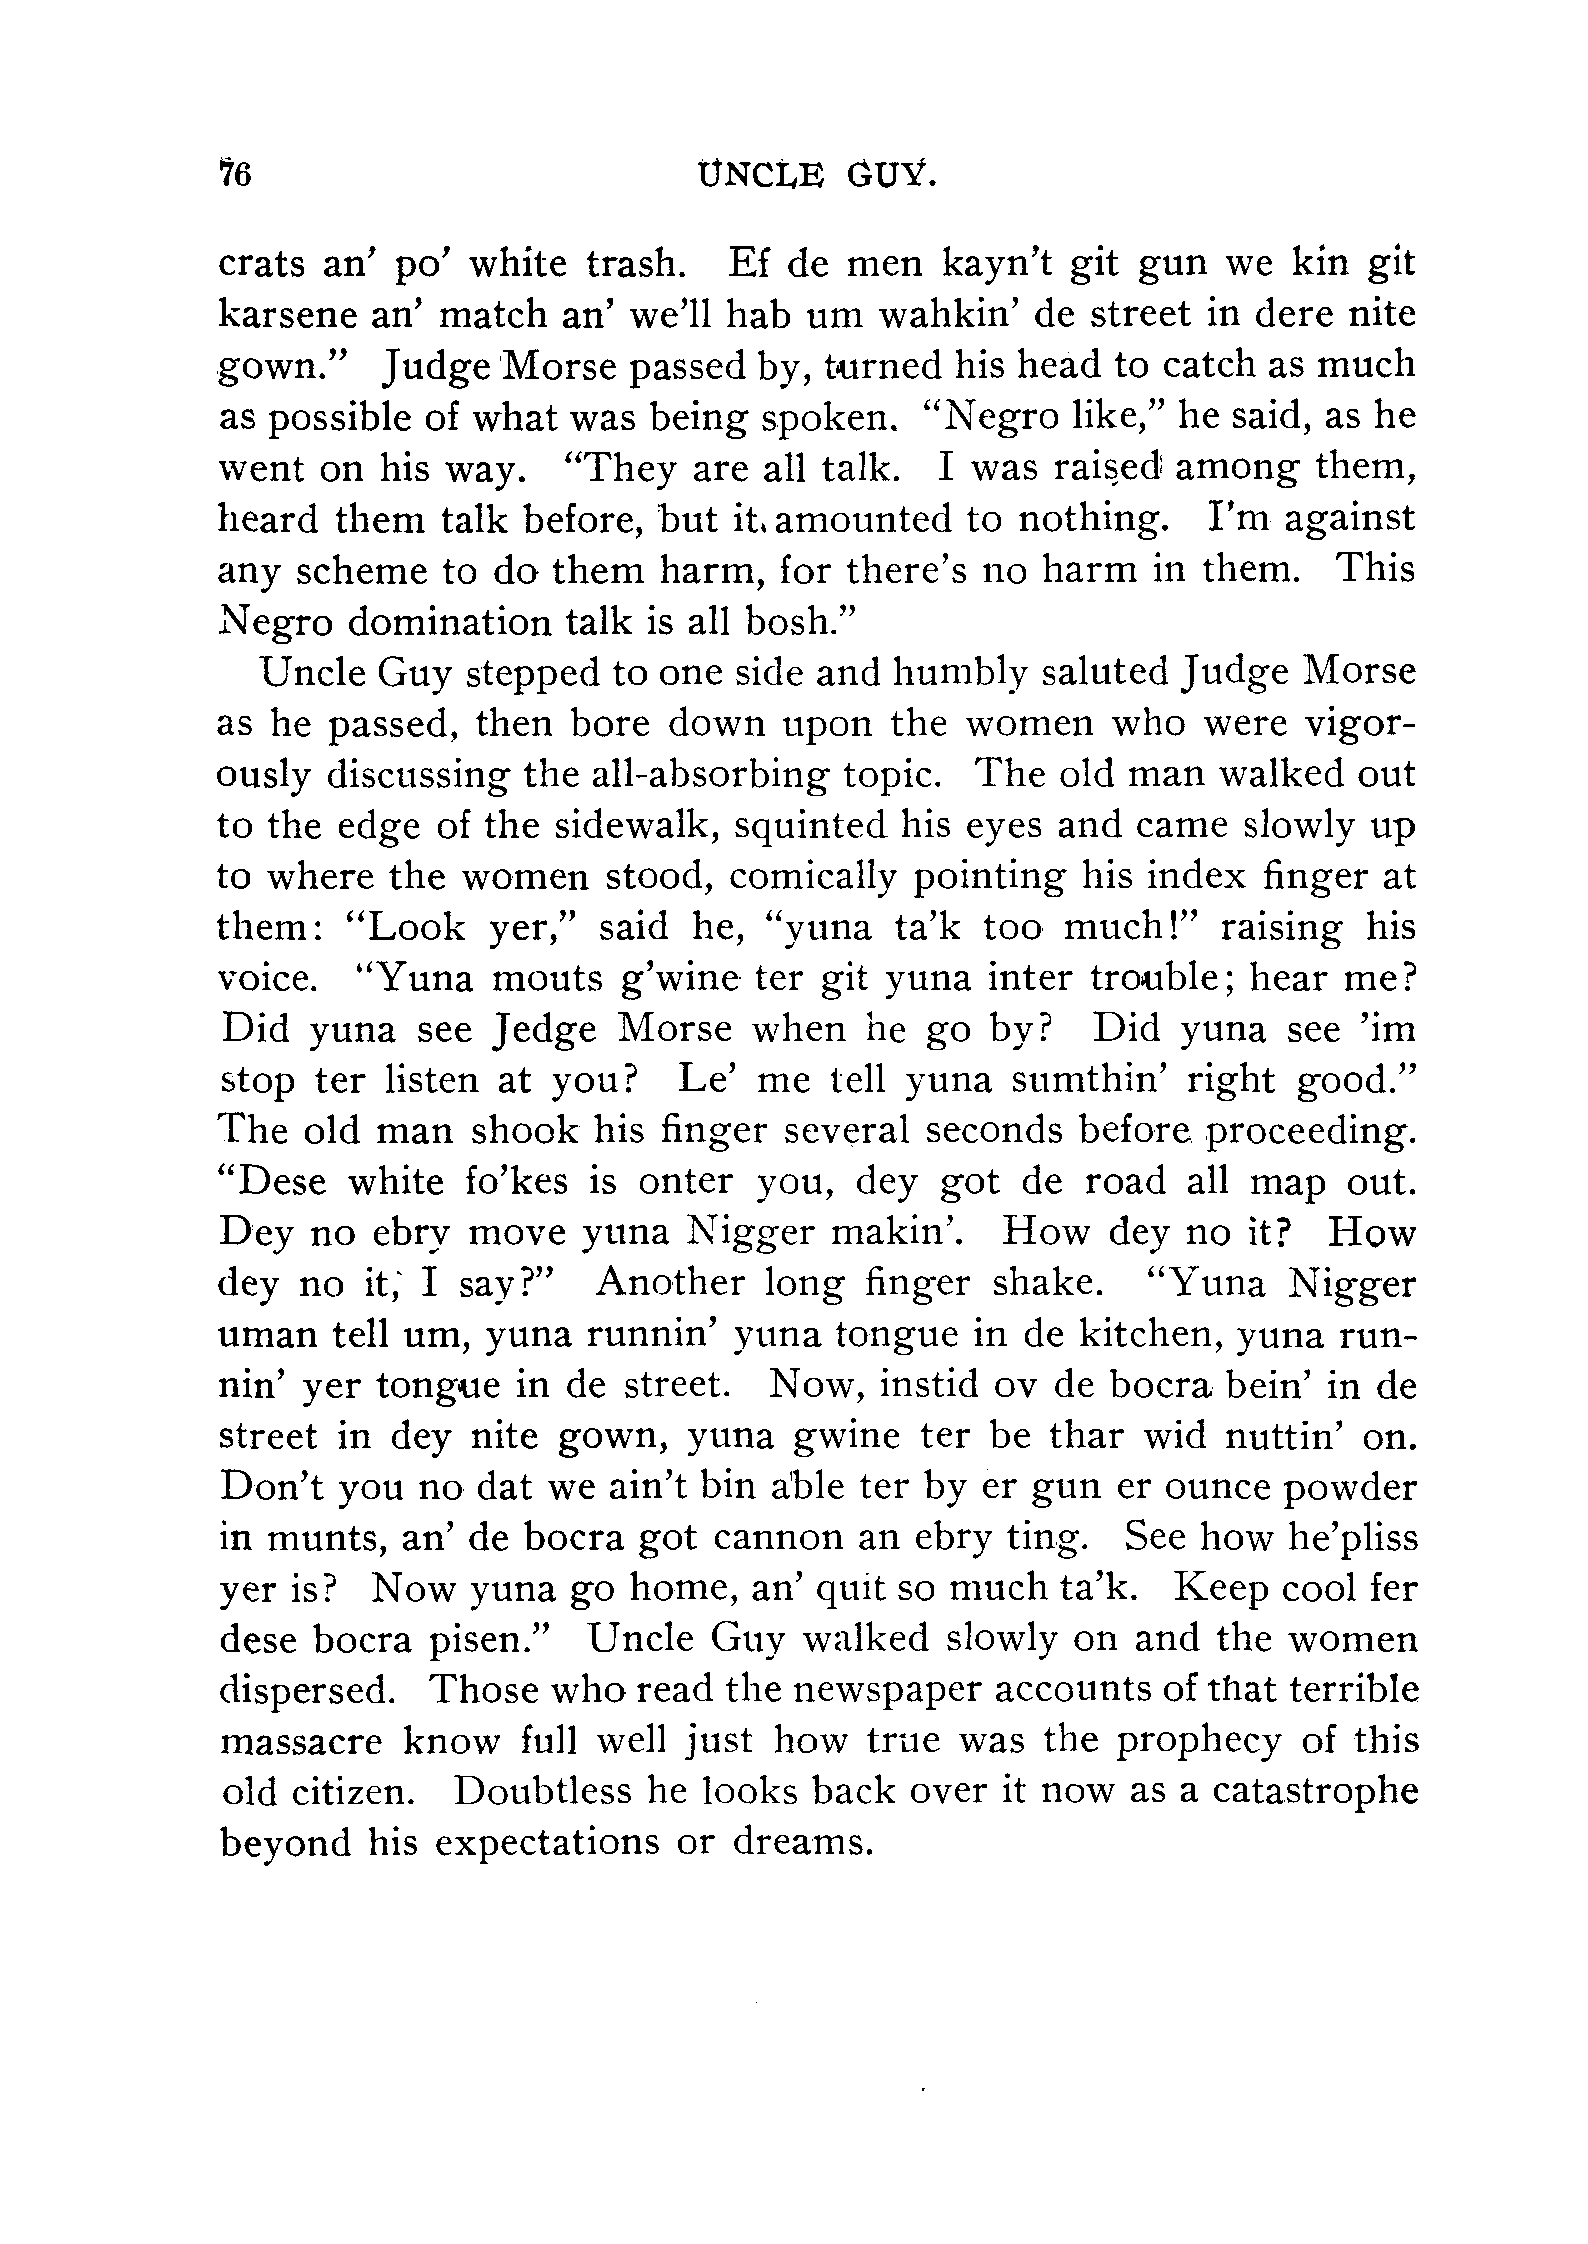 76 UNCLE GUY.
crats an' po' white trash. Ef de men kayn't git gun we kin git
karsene an' match an' we'll hab um wahkin' de street in dere nite
gown." Judge Morse passed by, turned his head to catch as much
as possible of what was being spoken. "Negro like," he said, as he
went on his way. "They are all talk. I was raised among them,
heard them talk before, but it amounted to nothing. I'm against
any scheme to do them harm, for there's no harm in them. This
Negro domination talk is all bosh."
Uncle Guy stepped to one side and humbly saluted Judge Morse
as he passed, then bore down upon the women who were vigor-
ously discussing the all-absorbing topic. The old man walked out
to the edge of the sidewalk, squinted his eyes and came slowly up
to where the women stood, comically pointing his index finger at
them: "Look yer," said he, "yuna ta'k too much!" raising his
voice. "Yuna mouts g'wine ter git yuna inter trouble; hear me?
Did yuna see Jedge Morse when he go by? Did yuna see 'im
stop ter listen at you? Le' me tell yuna sumthin' right good."
The old man shook his finger several seconds before proceeding.
"Dese white fo'kes is onter you, dey got de road all map out.
Dey no ebry move yuna Nigger makin'. How dey no it? How
dey no it, I say?" Another long finger shake. "Yuna Nigger
uman tell um, yuna runnin' yuna tongue in de kitchen, yuna run-
nin' yer tongue in de street. Now, instid ov de bocra bein' in de
street in dey nite gown, yuna gwine ter be thar wid nuttin' on.
Don't you no dat we ain't bin able ter by er gun er ounce powder
in munts, an' de bocra got cannon an ebry ting. See how he'pliss
yer is? Now yuna go home, an' quit so much ta'k. Keep cool fer
dese bocra pisen." Uncle Guy walked slowly on and the women
dispersed. Those who read the newspaper accounts of that terrible
massacre know full well just how true was the prophecy of this
old citizen. Doubtless he looks back over it now as a catastrophe
beyond his expectations or dreams.